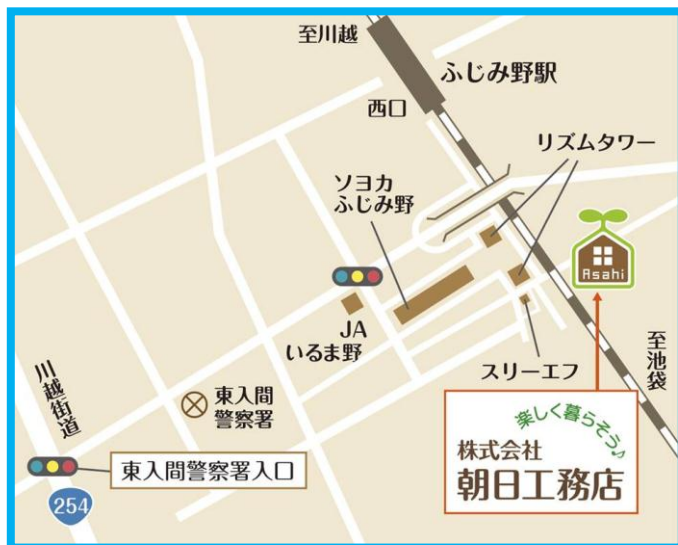 至川越
ふじみ野駅
西口
リズムタワー
ソヨカ
ふじみ野
Asahi
JA
いるま野
スリーエフ
至池袋
川越街道
東入間
警察署
東入間警察署入口
254
楽しく暮らそう♪
株式会社
朝日工務店